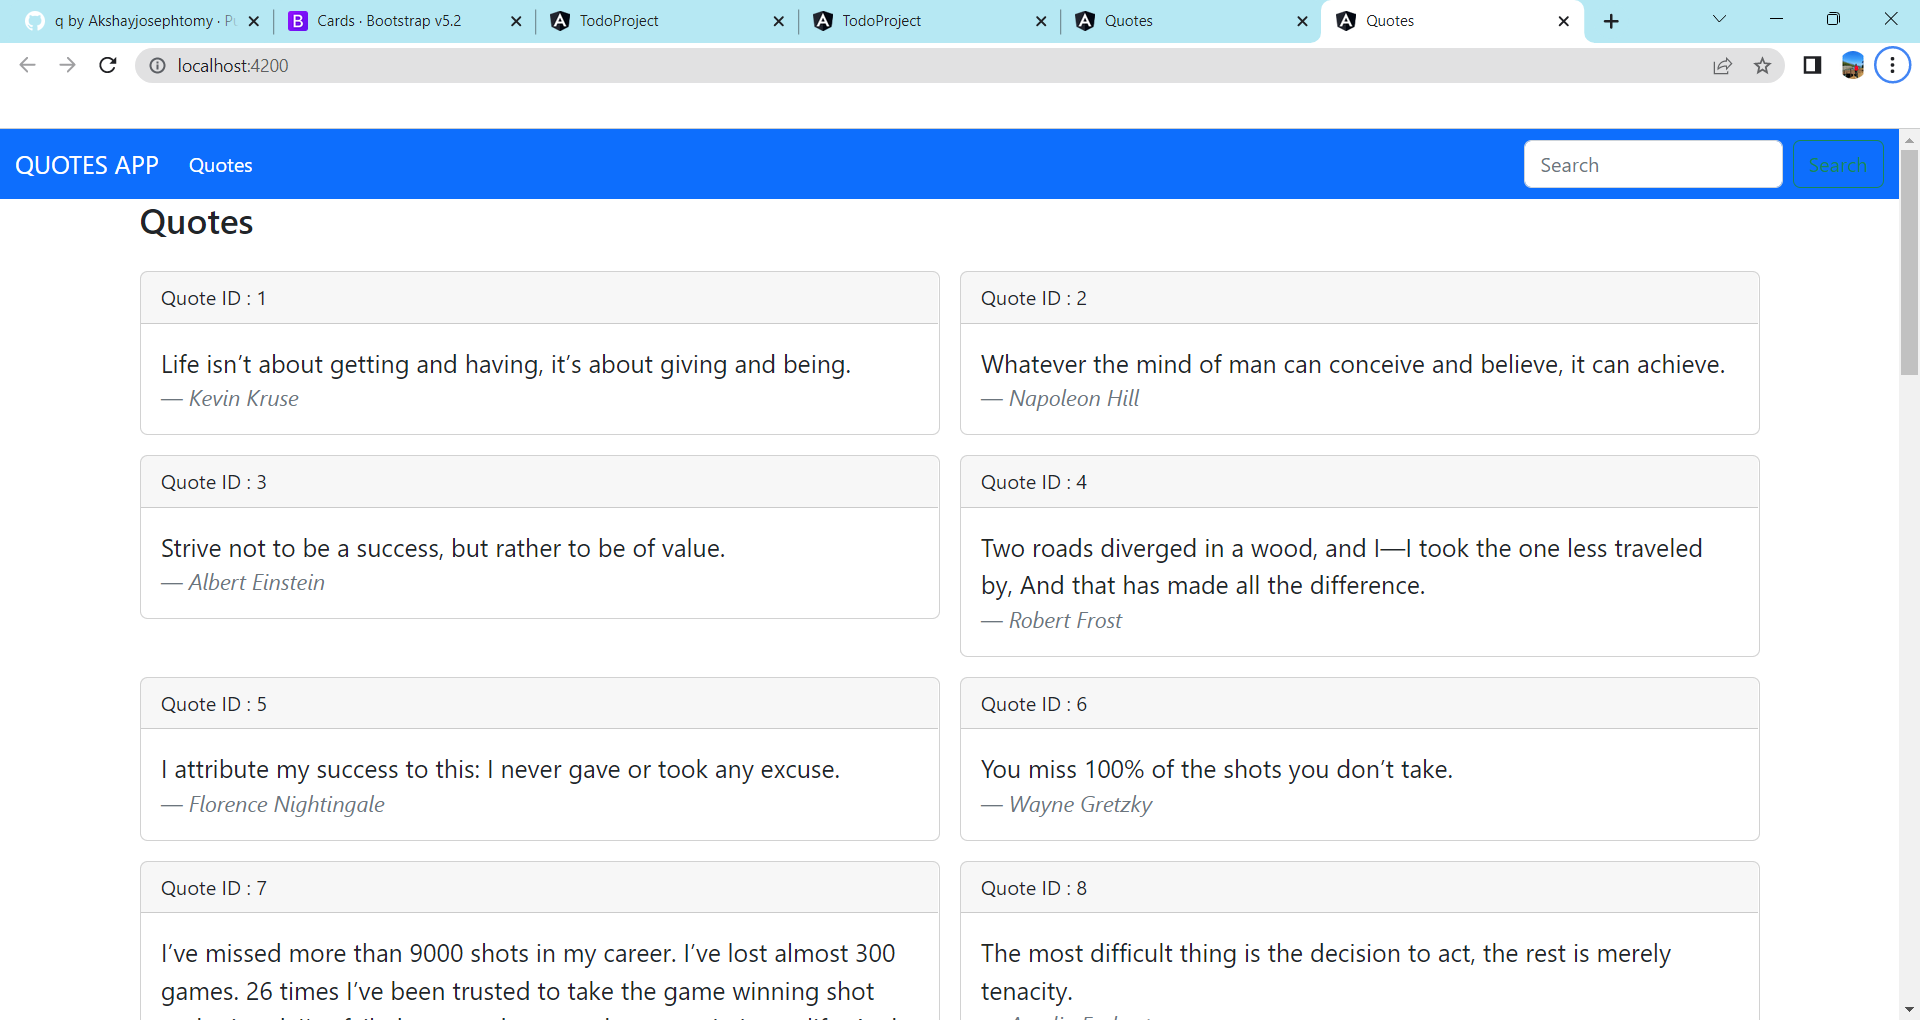 q by Akshayjosephtomy · Pu
Cards · Bootstrap v5.2
TodoProject
TodoProject
Quotes
Quotes
localhost:4200
QUOTES APP
Quotes
Search
Search
Quotes
Quote ID : 1
Life isn’t about getting and having, it’s about giving and being.
— Kevin Kruse
Quote ID : 2
Whatever the mind of man can conceive and believe, it can achieve.
— Napoleon Hill
Quote ID : 3
Strive not to be a success, but rather to be of value.
— Albert Einstein
Quote ID : 4
Two roads diverged in a wood, and I—I took the one less traveled
by, And that has made all the difference.
— Robert Frost
Quote ID : 5
I attribute my success to this: I never gave or took any excuse.
— Florence Nightingale
Quote ID : 6
You miss 100% of the shots you don’t take.
— Wayne Gretzky
Quote ID : 7
I’ve missed more than 9000 shots in my career. I’ve lost almost 300
games. 26 times I’ve been trusted to take the game winning shot
Quote ID : 8
The most difficult thing is the decision to act, the rest is merely
tenacity.